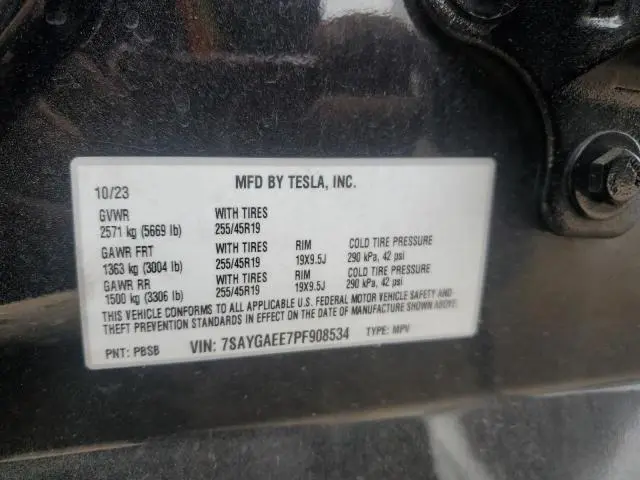 MFD BY TESLA, INC.
10/23
GVWR WITH TIRES
2571 kg (5669 lb) 255/45R19
GAWR FRT WITH TIRES RIM COLD TIRE PRESSURE
1363 kg (3004 lb) 255/45R19 19X9.5J 290 kPa, 42 psi
GAWR RR WITH TIRES RIM COLD TIRE PRESSURE
1500 kg (3306 lb) 255/45R19 19X9.5J 290 kPa, 42 psi
THIS VEHICLE CONFORMS TO ALL APPLICABLE U.S. FEDERAL MOTOR VEHICLE SAFETY AND
THEFT PREVENTION STANDARDS IN EFFECT ON THE DATE OF MANUFACTURE SHOWN ABOVE.
PNT: PBSB VIN: 7SAYGAEE7PF908534 TYPE: MPV